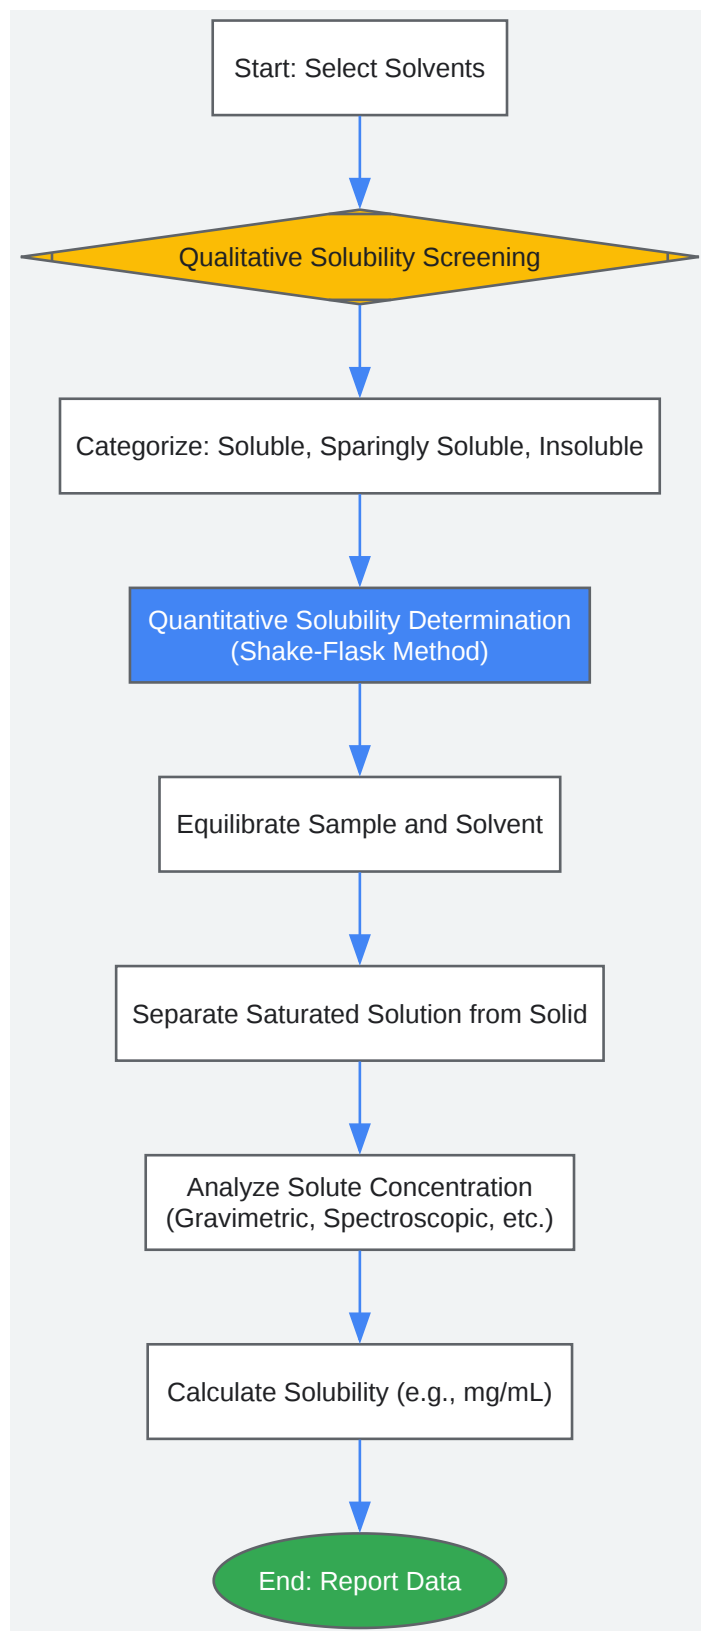 Start: Select Solvents
Qualitative Solubility Screening
Categorize: Soluble, Sparingly Soluble, Insoluble
Quantitative Solubility Determination
(Shake-Flask Method)
Equilibrate Sample and Solvent
Separate Saturated Solution from Solid
Analyze Solute Concentration
(Gravimetric, Spectroscopic, etc.)
Calculate Solubility (e.g., mg/mL)
End: Report Data